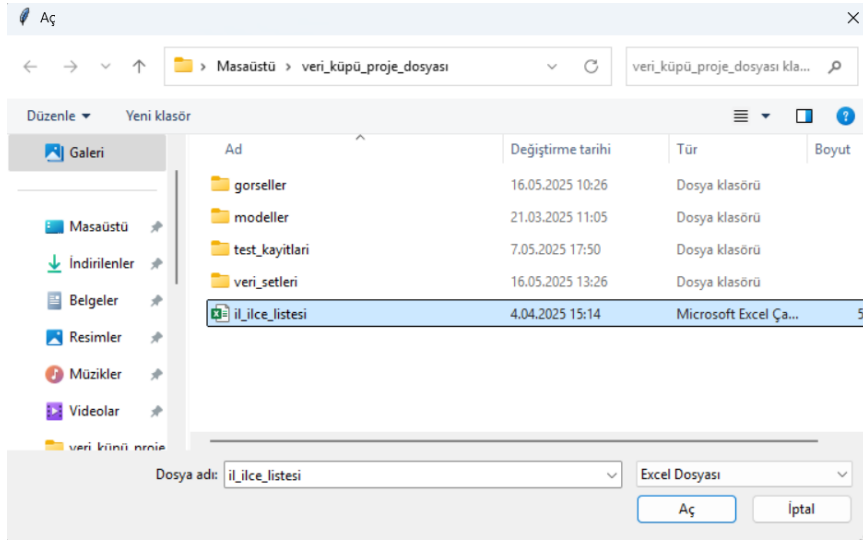 Aç
Masaüstü > veri_küpü_proje_dosyası
veri_küpü_proje_dosyası kla...
Düzenle
Yeni klasör
Galeri
Masaüstü
İndirilenler
Belgeler
Resimler
Müzikler
Videolar
veri_küpü_proje
Ad Değiştirme tarihi Tür Boyut
gorseller 16.05.2025 10:26 Dosya klasörü
modeller 21.03.2025 11:05 Dosya klasörü
test_kayitlari 7.05.2025 17:50 Dosya klasörü
veri_setleri 16.05.2025 13:26 Dosya klasörü
il_ilce_listesi 4.04.2025 15:14 Microsoft Excel Ça... 5
Dosya adı: il_ilce_listesi
Excel Dosyası
Aç
İptal